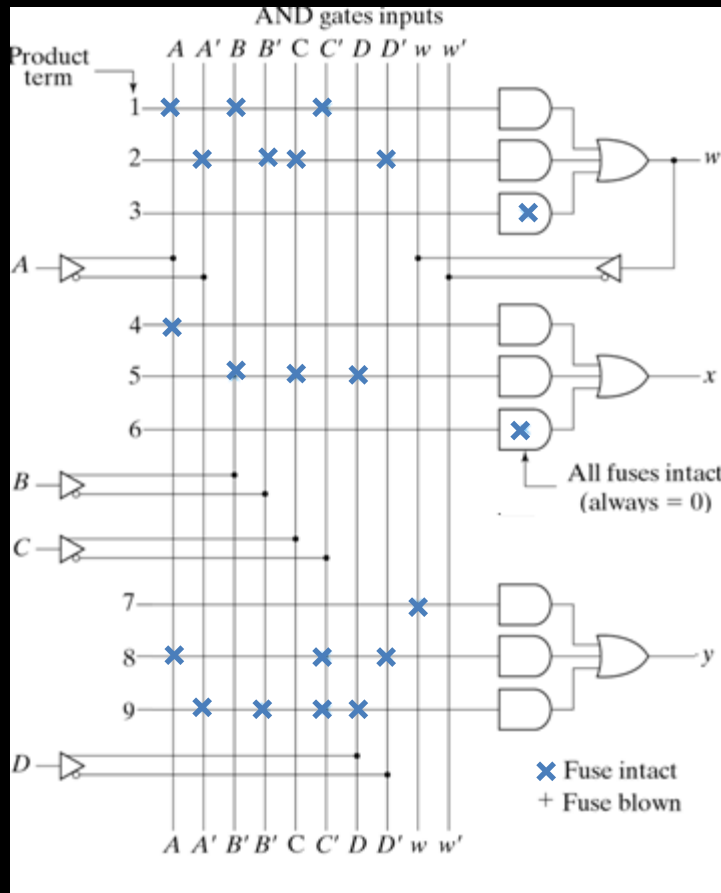 AND gates inputs
Product
term
A A' B B' C C' D D' w w'
1
2
w
3
A
4
5
x
6
B
All fuses intact
(always = 0)
C
7
8
y
9
D
Fuse intact
+ Fuse blown
A A' B' B' C C' D D' w w'